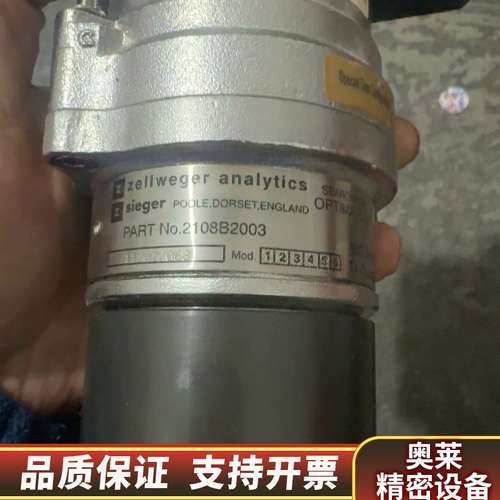 zellweger analytics
sieger POOLE,DORSET,ENGLAND
PART No.2108B2003
Mod. 1 2 3 4 5 6
品质保证 支持开票
奥莱
精密设备